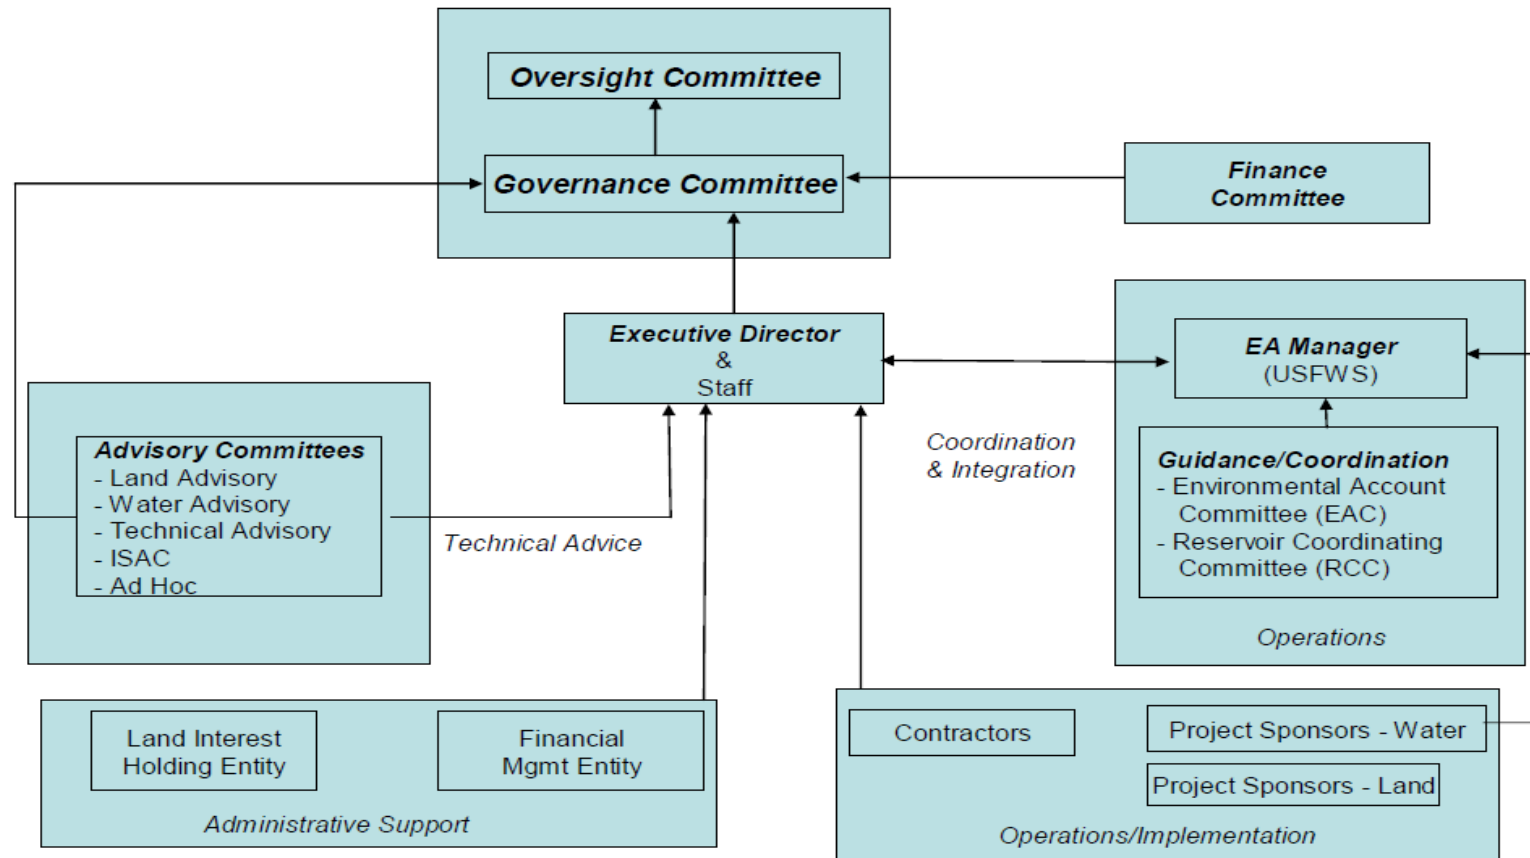 Oversight Committee
Governance Committee
Finance
Committee
Executive Director
&
Staff
EA Manager
(USFWS)
Advisory Committees
- Land Advisory
- Water Advisory
- Technical Advisory
- ISAC
- Ad Hoc
Technical Advice
Coordination
& Integration
Guidance/Coordination
- Environmental Account
Committee (EAC)
- Reservoir Coordinating
Committee (RCC)
Operations
Land Interest
Holding Entity
Financial
Mgmt Entity
Administrative Support
Contractors
Project Sponsors - Water
Project Sponsors - Land
Operations/Implementation